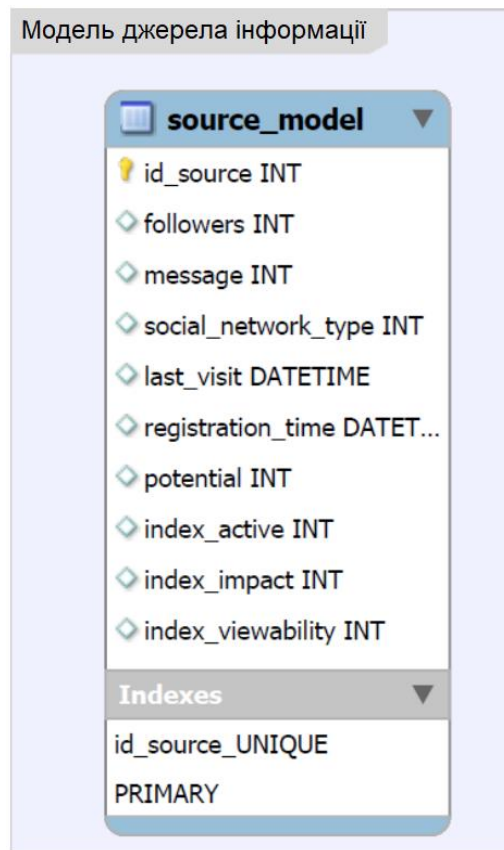 Модель джерела інформації
source_model
id_source INT
followers INT
message INT
social_network_type INT
last_visit DATETIME
registration_time DATET...
potential INT
index_active INT
index_impact INT
index_viewability INT
Indexes
id_source_UNIQUE
PRIMARY